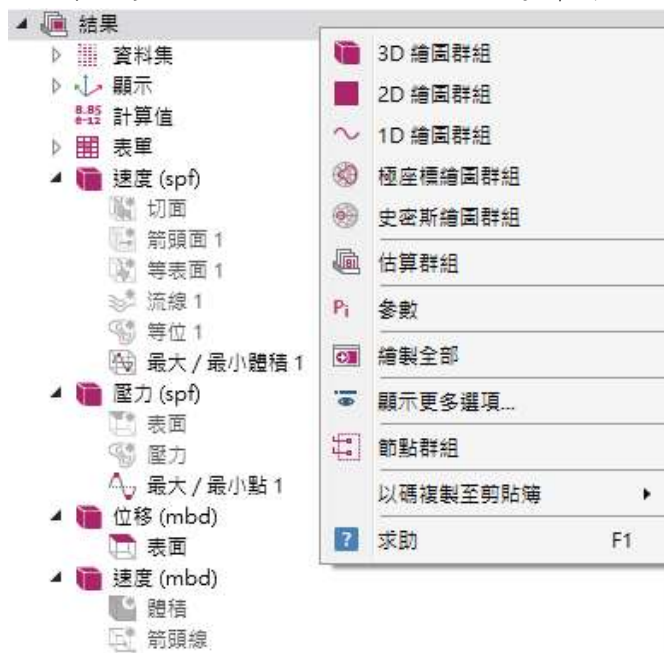 結果
資料集
顯示
8.85
e-12 計算值
表單
速度 (spf)
切面
箭頭面 1
等表面 1
流線 1
等位 1
最大 / 最小體積 1
壓力 (spf)
表面
壓力
最大 / 最小點 1
位移 (mbd)
表面
速度 (mbd)
體積
箭頭線
3D 繪圖群組
2D 繪圖群組
1D 繪圖群組
極座標繪圖群組
史密斯繪圖群組
估算群組
Pi 參數
繪製全部
顯示更多選項...
節點群組
以碼複製至剪貼簿
? 求助 F1